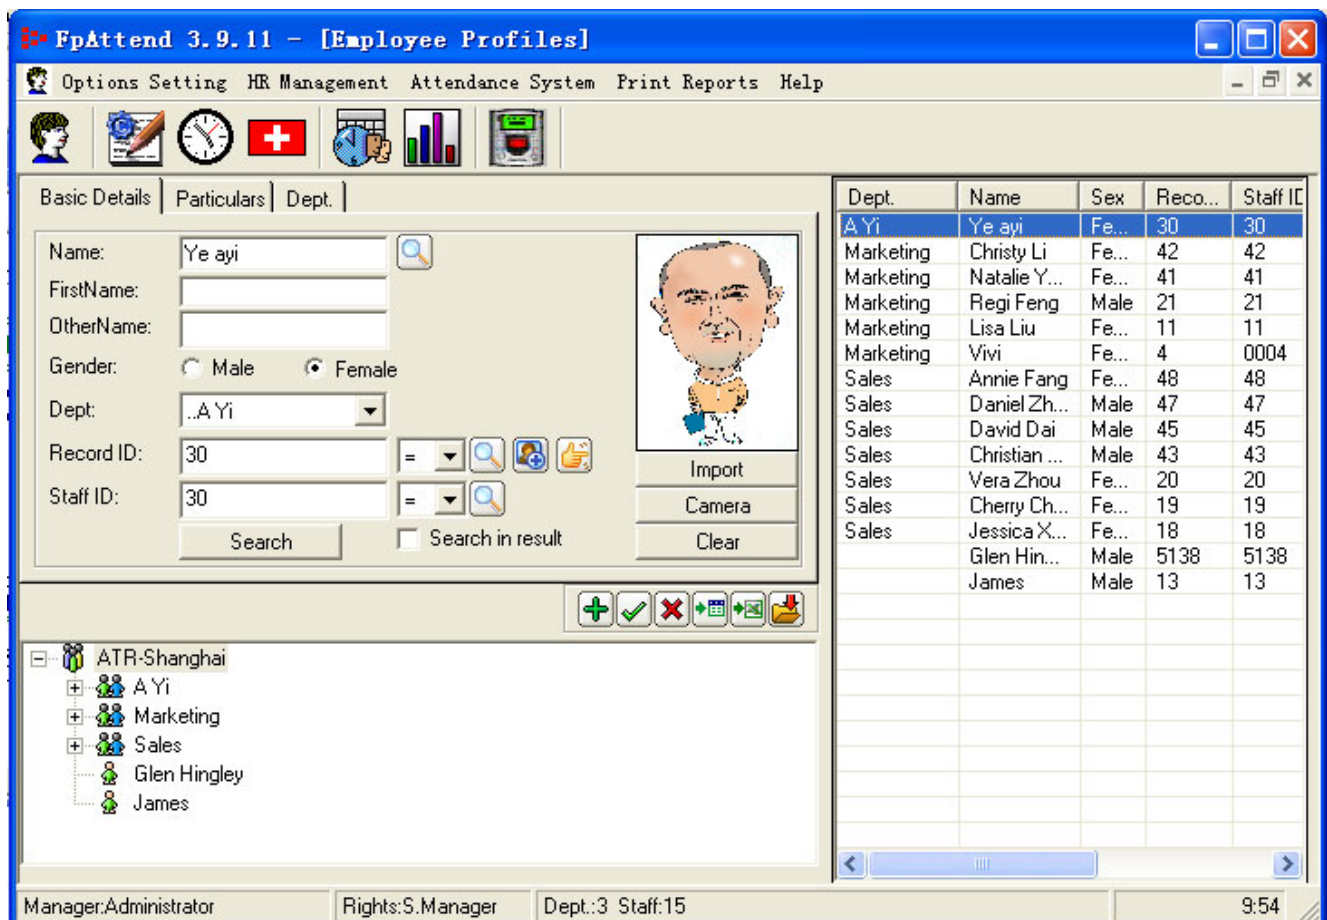 FpAttend 3.9.11 - [Employee Profiles]
Options Setting HR Management Attendance System Print Reports Help
Basic Details Particulars Dept.
Name: Ye ayi
FirstName:
OtherName:
Gender: Male Female
Dept: ..A Yi
Record ID: 30 =
Staff ID: 30 =
Search Search in result
Import
Camera
Clear
ATR-Shanghai
A Yi
Marketing
Sales
Glen Hingley
James
Dept. Name Sex Reco... Staff ID
A Yi Ye ayi Fe... 30 30
Marketing Christy Li Fe... 42 42
Marketing Natalie Y... Fe... 41 41
Marketing Regi Feng Male 21 21
Marketing Lisa Liu Fe... 11 11
Marketing Vivi Fe... 4 0004
Sales Annie Fang Fe... 48 48
Sales Daniel Zh... Male 47 47
Sales David Dai Male 45 45
Sales Christian ... Male 43 43
Sales Vera Zhou Fe... 20 20
Sales Cherry Ch... Fe... 19 19
Sales Jessica X... Fe... 18 18
Glen Hin... Male 5138 5138
James Male 13 13
Manager:Administrator Rights:S.Manager Dept.:3 Staff:15 9:54